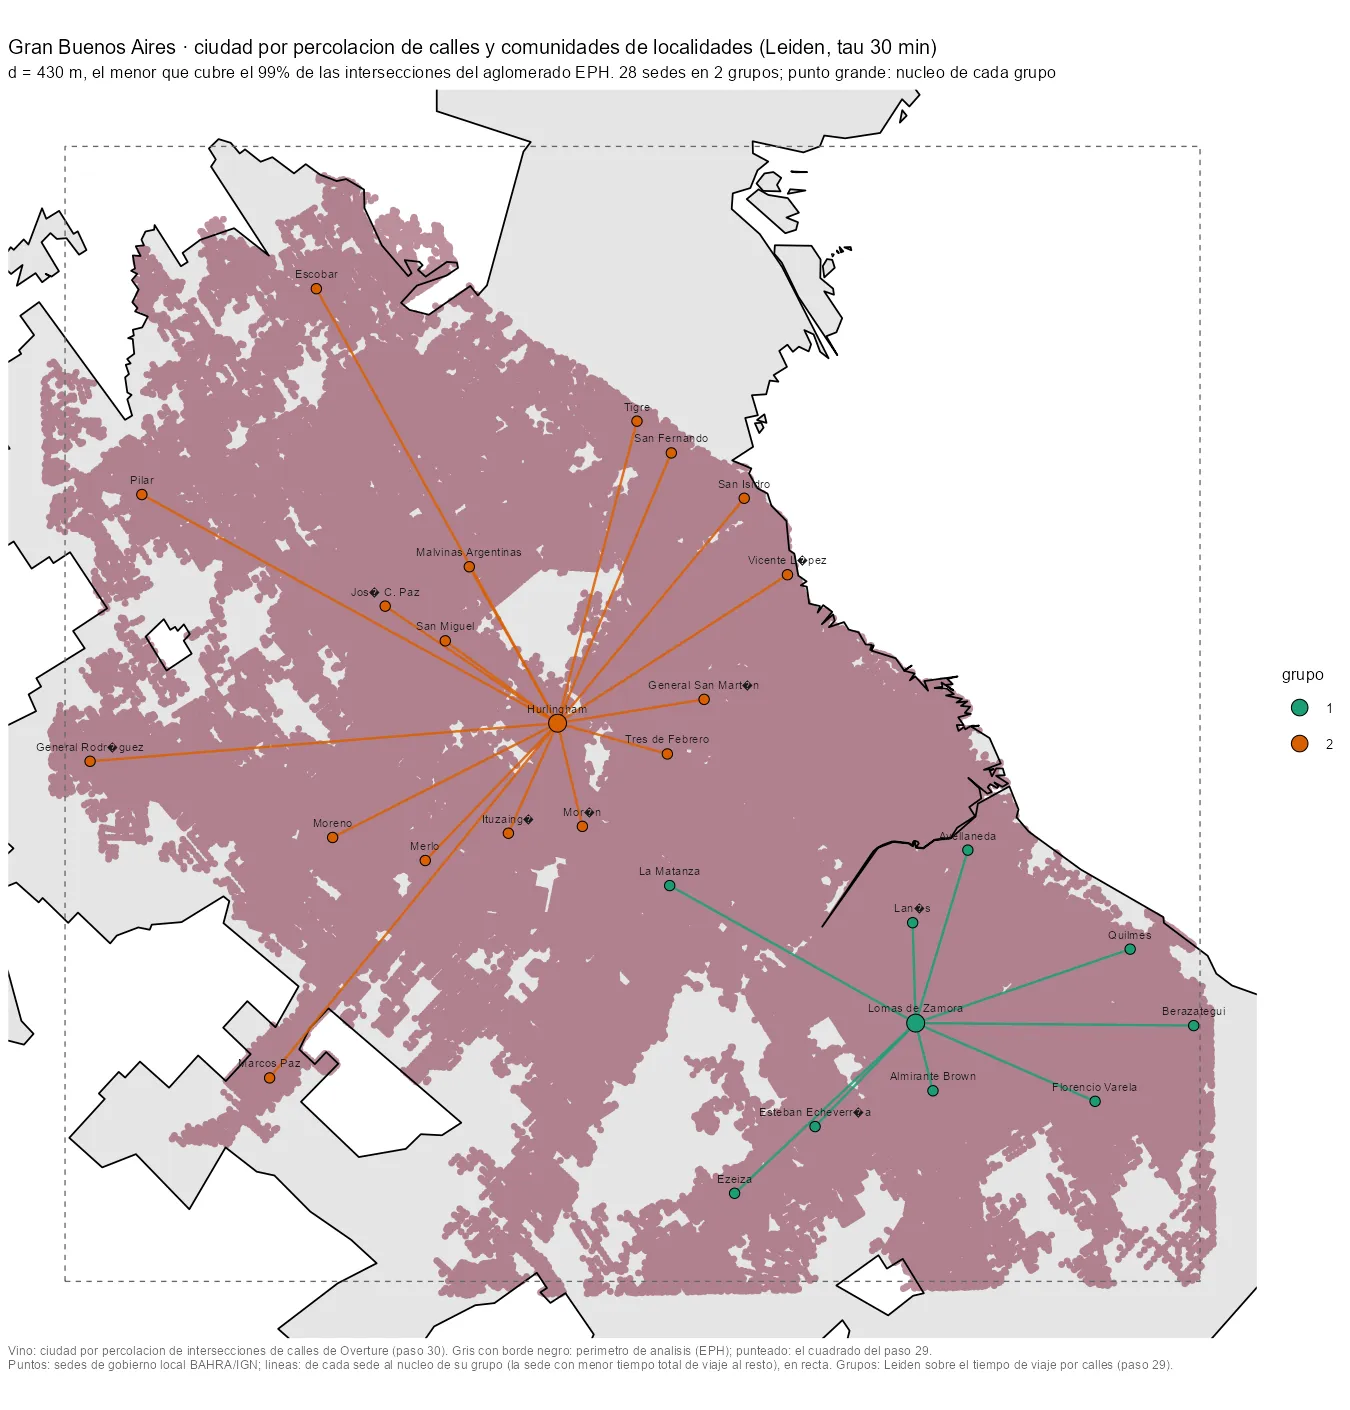 Gran Buenos Aires · ciudad por percolacion de calles y comunidades de localidades (Leiden, tau 30 min)
d = 430 m, el menor que cubre el 99% de las intersecciones del aglomerado EPH. 28 sedes en 2 grupos; punto grande: nucleo de cada grupo
Escobar
Tigre
San Fernando
Pilar
San Isidro
Malvinas Argentinas
Vicente L�pez
Jos� C. Paz
San Miguel
grupo
General San Mart�n
1
Hurlingham
Tres de Febrero
2
General Rodr�guez
Mor�n
Ituzaing�
Moreno
Avellaneda
Merlo
La Matanza
Lan�s
Quilmes
Lomas de Zamora
Berazategui
Marcos Paz
Almirante Brown
Florencio Varela
Esteban Echeverr�a
Ezeiza
Vino: ciudad por percolacion de intersecciones de calles de Overture (paso 30). Gris con borde negro: perimetro de analisis (EPH); punteado: el cuadrado del paso 29.
Puntos: sedes de gobierno local BAHRA/IGN; lineas: de cada sede al nucleo de su grupo (la sede con menor tiempo total de viaje al resto), en recta. Grupos: Leiden sobre el tiempo de viaje por calles (paso 29).